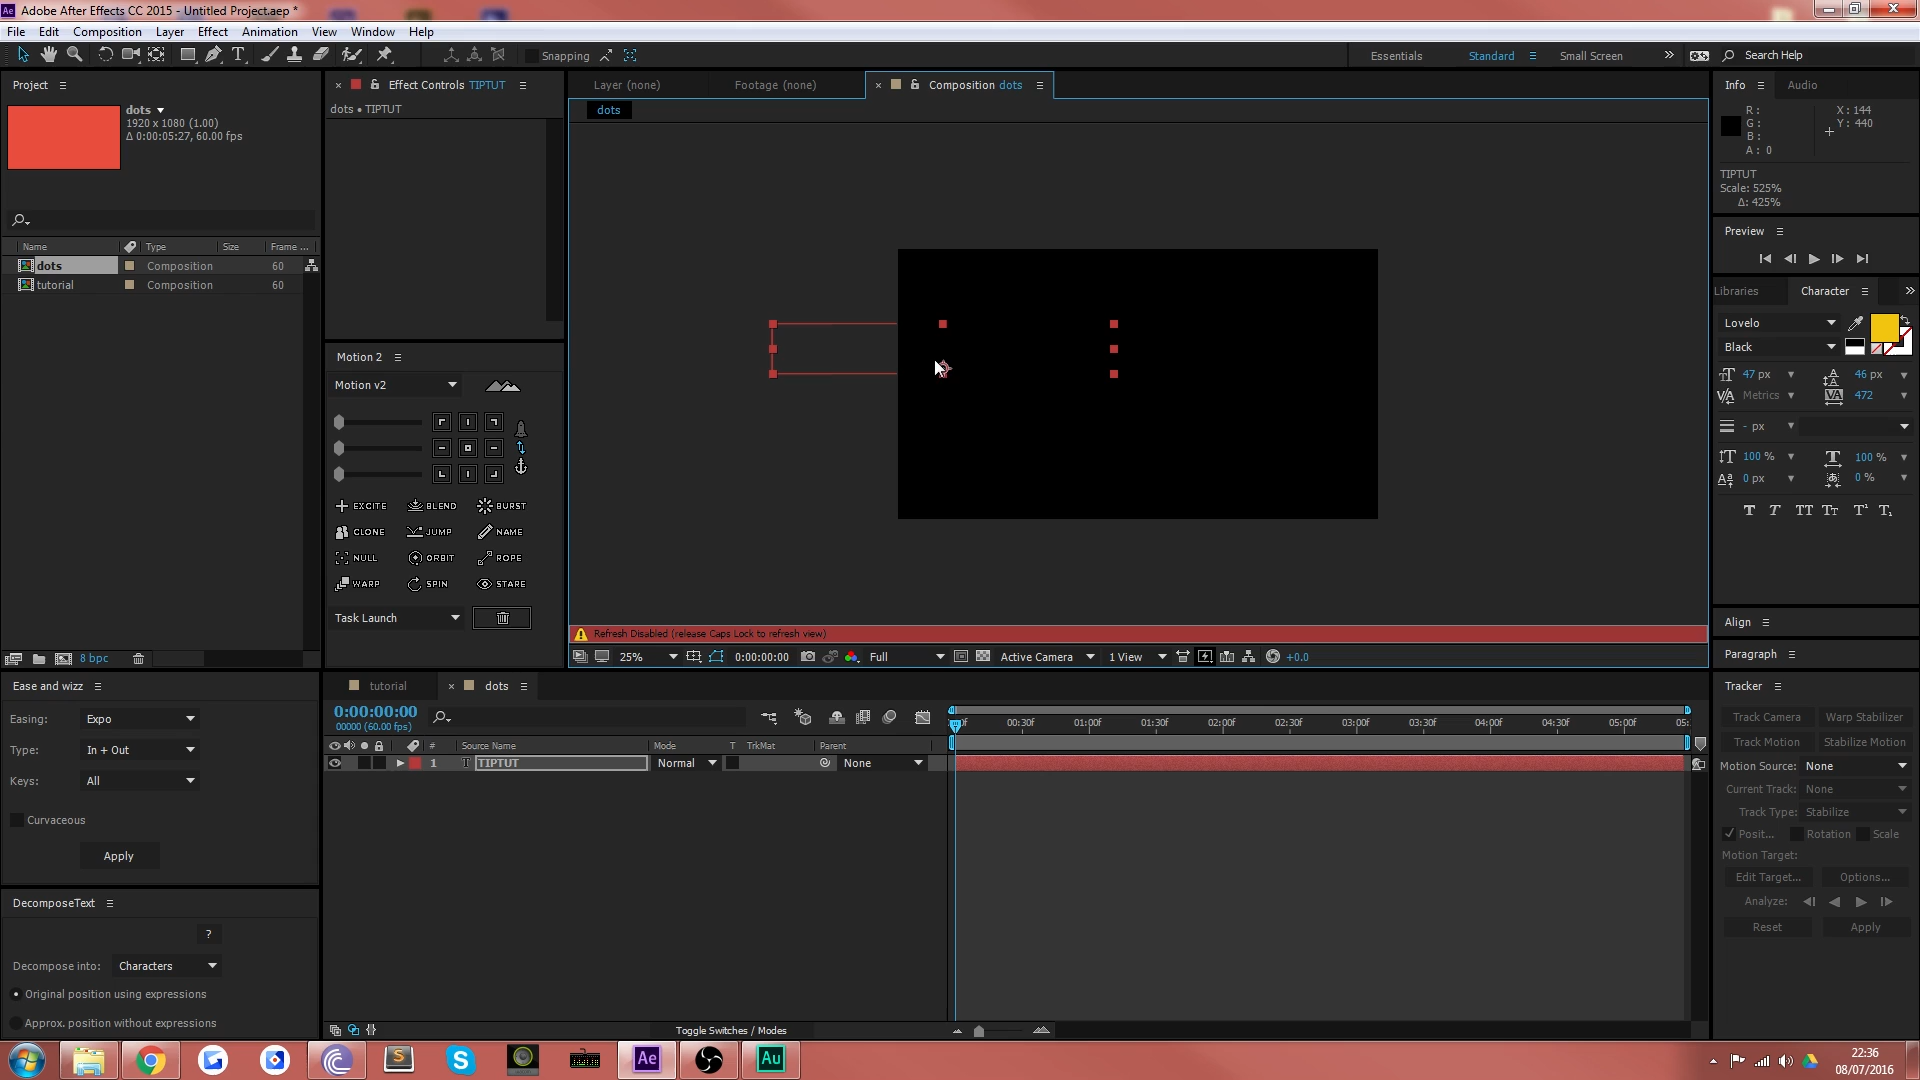 Adobe After Effects CC 2015 - Untitled Project.aep *
File Edit Composition Layer Effect Animation View Window Help
Snapping
Essentials Standard Small Screen
Search Help
Project
dots
1920 x 1080 (1.00)
Δ 0:00:05:27, 60.00 fps
Name Type Size Frame ...
dots Composition 60
tutorial Composition 60
8 bpc
Effect Controls TIPTUT
dots • TIPTUT
Motion 2
Motion v2
EXCITE BLEND BURST
CLONE JUMP NAME
NULL ORBIT ROPE
WARP SPIN STARE
Task Launch
Layer (none) Footage (none) Composition dots
dots
Refresh Disabled (release Caps Lock to refresh view)
25% 0:00:00:00 Full Active Camera 1 View +0.0
Info Audio
R : X : 144
G : Y : 440
B :
A : 0
TIPTUT
Scale: 525%
Δ: 425%
Preview
Libraries Character
Lovelo
Black
47 px 46 px
Metrics 472
- px
100 % 100 %
0 px 0 %
Align
Paragraph
Tracker
Track Camera Warp Stabilizer
Track Motion Stabilize Motion
Motion Source: None
Current Track: None
Track Type: Stabilize
Posit... Rotation Scale
Motion Target:
Edit Target... Options...
Analyze:
Reset Apply
Ease and wizz
Easing: Expo
Type: In + Out
Keys: All
Curvaceous
Apply
DecomposeText
?
Decompose into: Characters
Original position using expressions
Approx. position without expressions
tutorial dots
0:00:00:00
00000 (60.00 fps)
# Source Name Mode T TrkMat Parent
1 T TIPTUT Normal None
00:30f 01:00f 01:30f 02:00f 02:30f 03:00f 03:30f 04:00f 04:30f 05:00f
Toggle Switches / Modes
Ae Au
22:36
08/07/2016